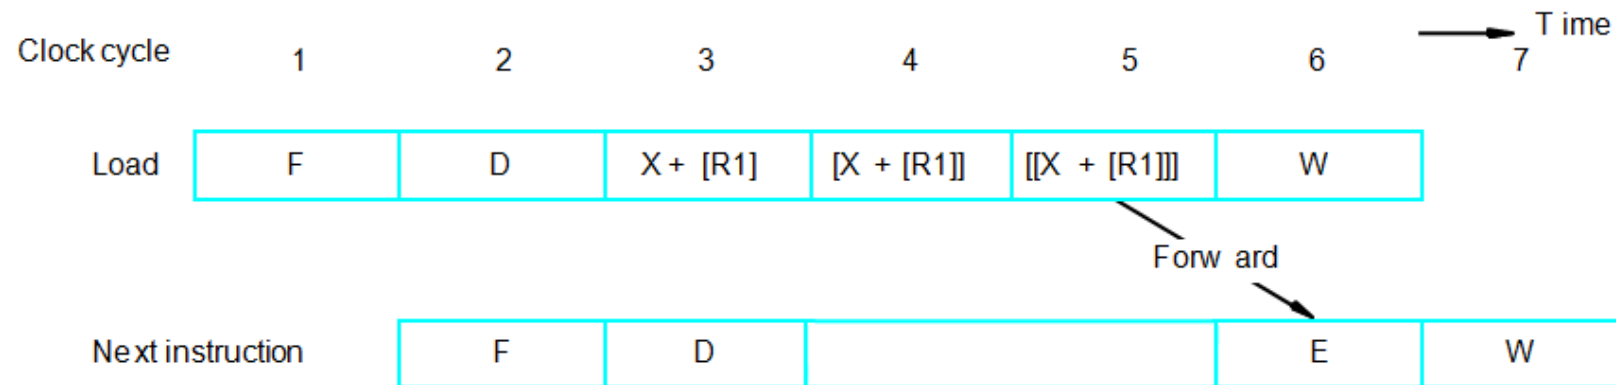 T ime
Clock cycle 1 2 3 4 5 6 7
Load F D X + [R1] [X + [R1]] [[X + [R1]]] W
Forw ard
Ne xt instruction F D E W